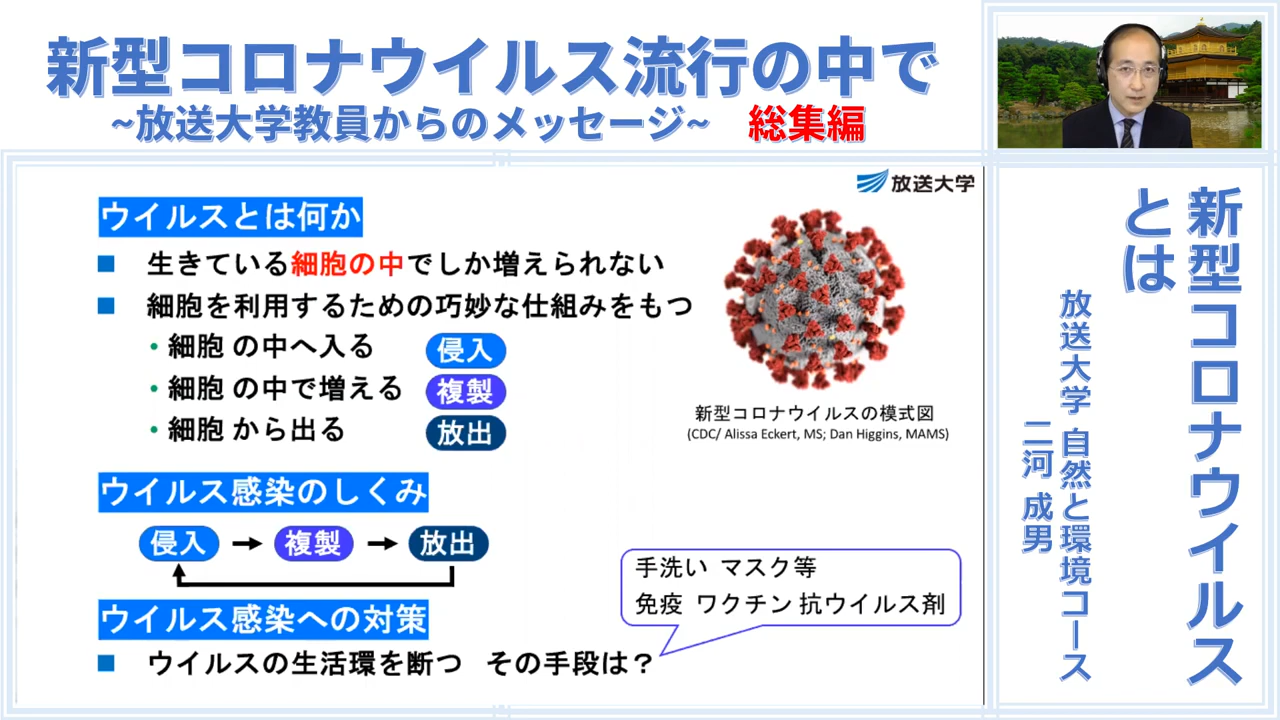 新型コロナウイルス流行の中で
~放送大学教員からのメッセージ~ 総集編
放送大学
ウイルスとは何か
生きている細胞の中でしか増えられない
細胞を利用するための巧妙な仕組みをもつ
・細胞 の中へ入る 侵入
・細胞 の中で増える 複製
・細胞 から出る 放出
新型コロナウイルスの模式図
(CDC/ Alissa Eckert, MS; Dan Higgins, MAMS)
ウイルス感染のしくみ
侵入 → 複製 → 放出
手洗い マスク等
免疫 ワクチン 抗ウイルス剤
ウイルス感染への対策
ウイルスの生活環を断つ その手段は？
新型コロナウイルス
とは
放送大学 自然と環境コース
二河 成男